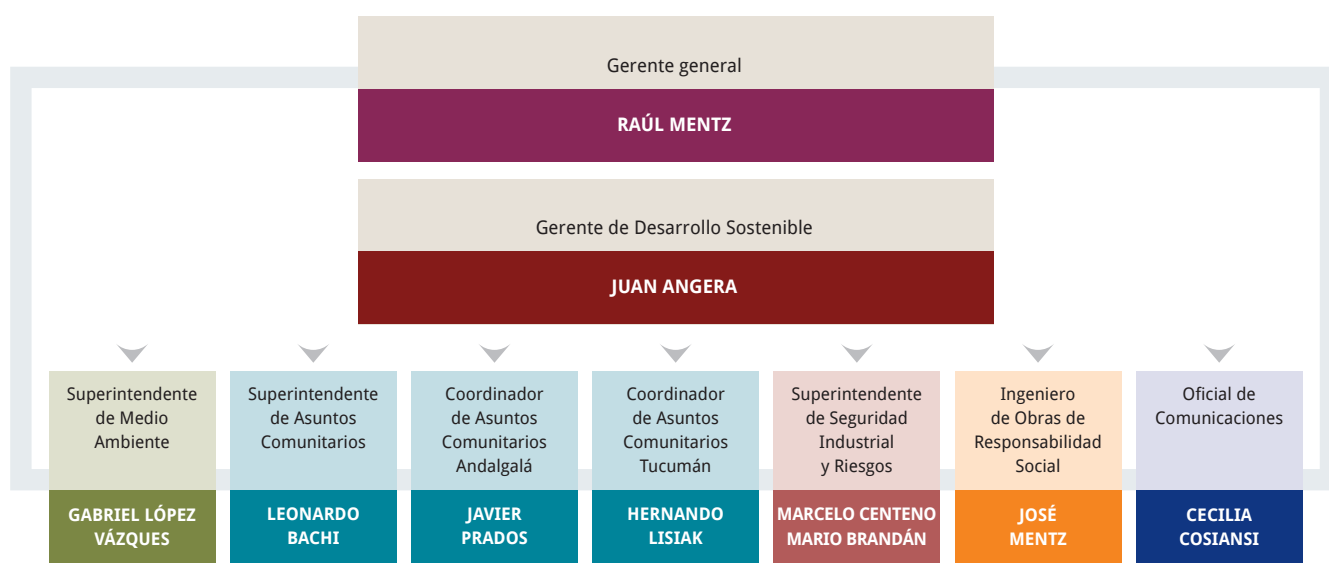 Gerente general
RAÚL MENTZ
Gerente de Desarrollo Sostenible
JUAN ANGERA
Superintendente
de Medio
Ambiente
GABRIEL LÓPEZ
VÁZQUES
Superintendente
de Asuntos
Comunitarios
LEONARDO
BACHI
Coordinador
de Asuntos
Comunitarios
Andalgalá
JAVIER
PRADOS
Coordinador
de Asuntos
Comunitarios
Tucumán
HERNANDO
LISIAK
Superintendente
de Seguridad
Industrial
y Riesgos
MARCELO CENTENO
MARIO BRANDÁN
Ingeniero
de Obras de
Responsabilidad
Social
JOSÉ
MENTZ
Oficial de
Comunicaciones
CECILIA
COSIANSI